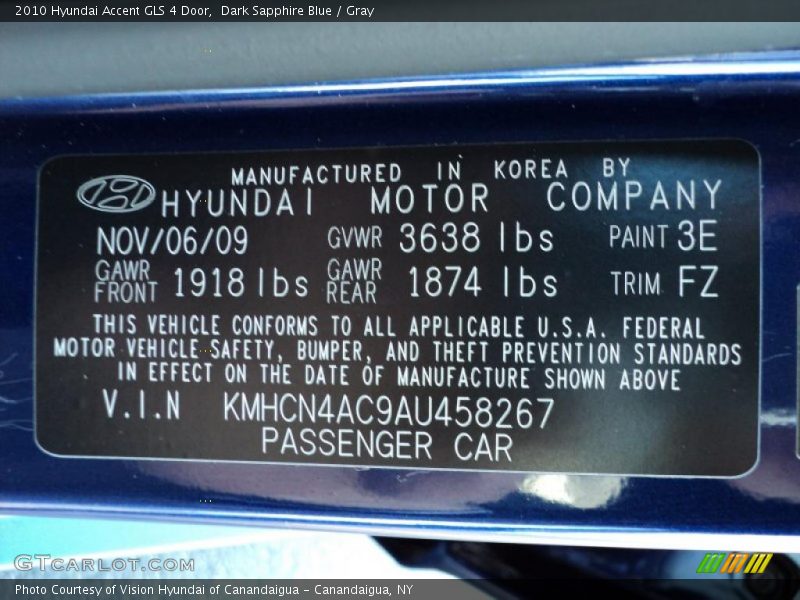 2010 Hyundai Accent GLS 4 Door,  Dark Sapphire Blue / Gray
MANUFACTURED IN KOREA BY
HYUNDAI MOTOR COMPANY
NOV/06/09 GVWR 3638 lbs PAINT 3E
GAWR FRONT 1918 lbs GAWR REAR 1874 lbs TRIM FZ
THIS VEHICLE CONFORMS TO ALL APPLICABLE U.S.A. FEDERAL
MOTOR VEHICLE SAFETY, BUMPER, AND THEFT PREVENTION STANDARDS
IN EFFECT ON THE DATE OF MANUFACTURE SHOWN ABOVE
V.I.N KMHCN4AC9AU458267
PASSENGER CAR
GTCARLOT.COM
Photo Courtesy of Vision Hyundai of Canandaigua - Canandaigua, NY